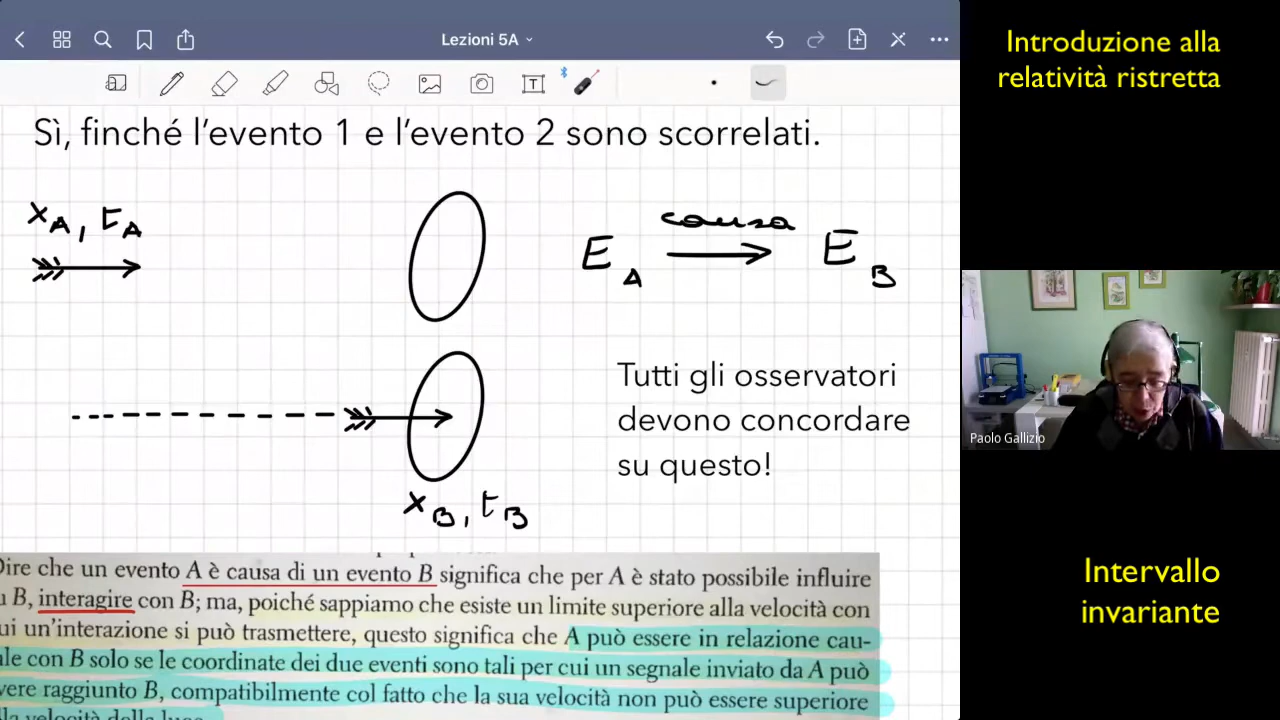 Lezioni 5A
Introduzione alla
relatività ristretta
Sì, finché l'evento 1 e l'evento 2 sono scorrelati.
x_A, t_A
E_A causa → E_B
Tutti gli osservatori
devono concordare
su questo!
x_B, t_B
Paolo Gallizio
Intervallo
invariante
che un evento A è causa di un evento B significa che per A è stato possibile influire
B, interagire con B; ma, poiché sappiamo che esiste un limite superiore alla velocità con
un'interazione si può trasmettere, questo significa che A può essere in relazione cau-
con B solo se le coordinate dei due eventi sono tali per cui un segnale inviato da A può
raggiunto B, compatibilmente col fatto che la sua velocità non può essere superiore
velocità della luce.